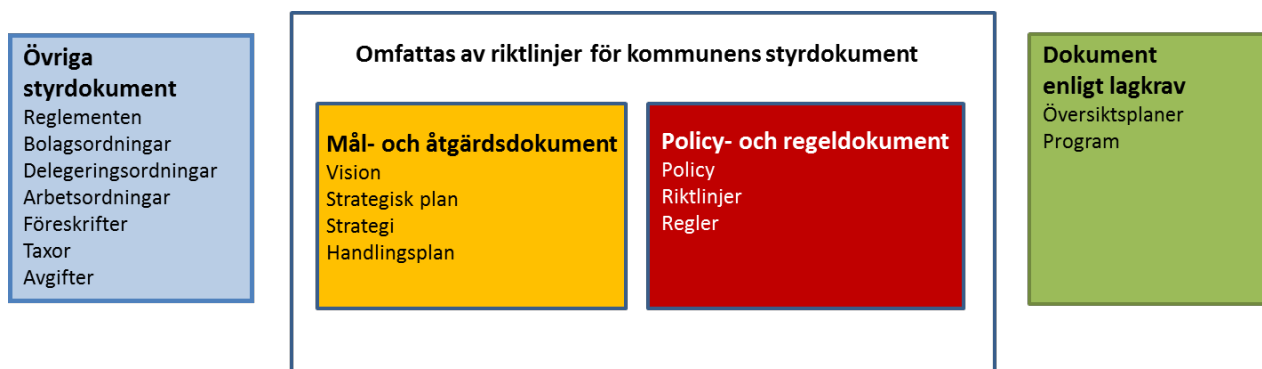 Övriga
styrdokument
Reglementen
Bolagsordningar
Delegeringsordningar
Arbetsordningar
Föreskrifter
Taxor
Avgifter
Omfattas av riktlinjer för kommunens styrdokument
Mål- och åtgärdsdokument
Vision
Strategisk plan
Strategi
Handlingsplan
Policy- och regeldokument
Policy
Riktlinjer
Regler
Dokument
enligt lagkrav
Översiktsplaner
Program